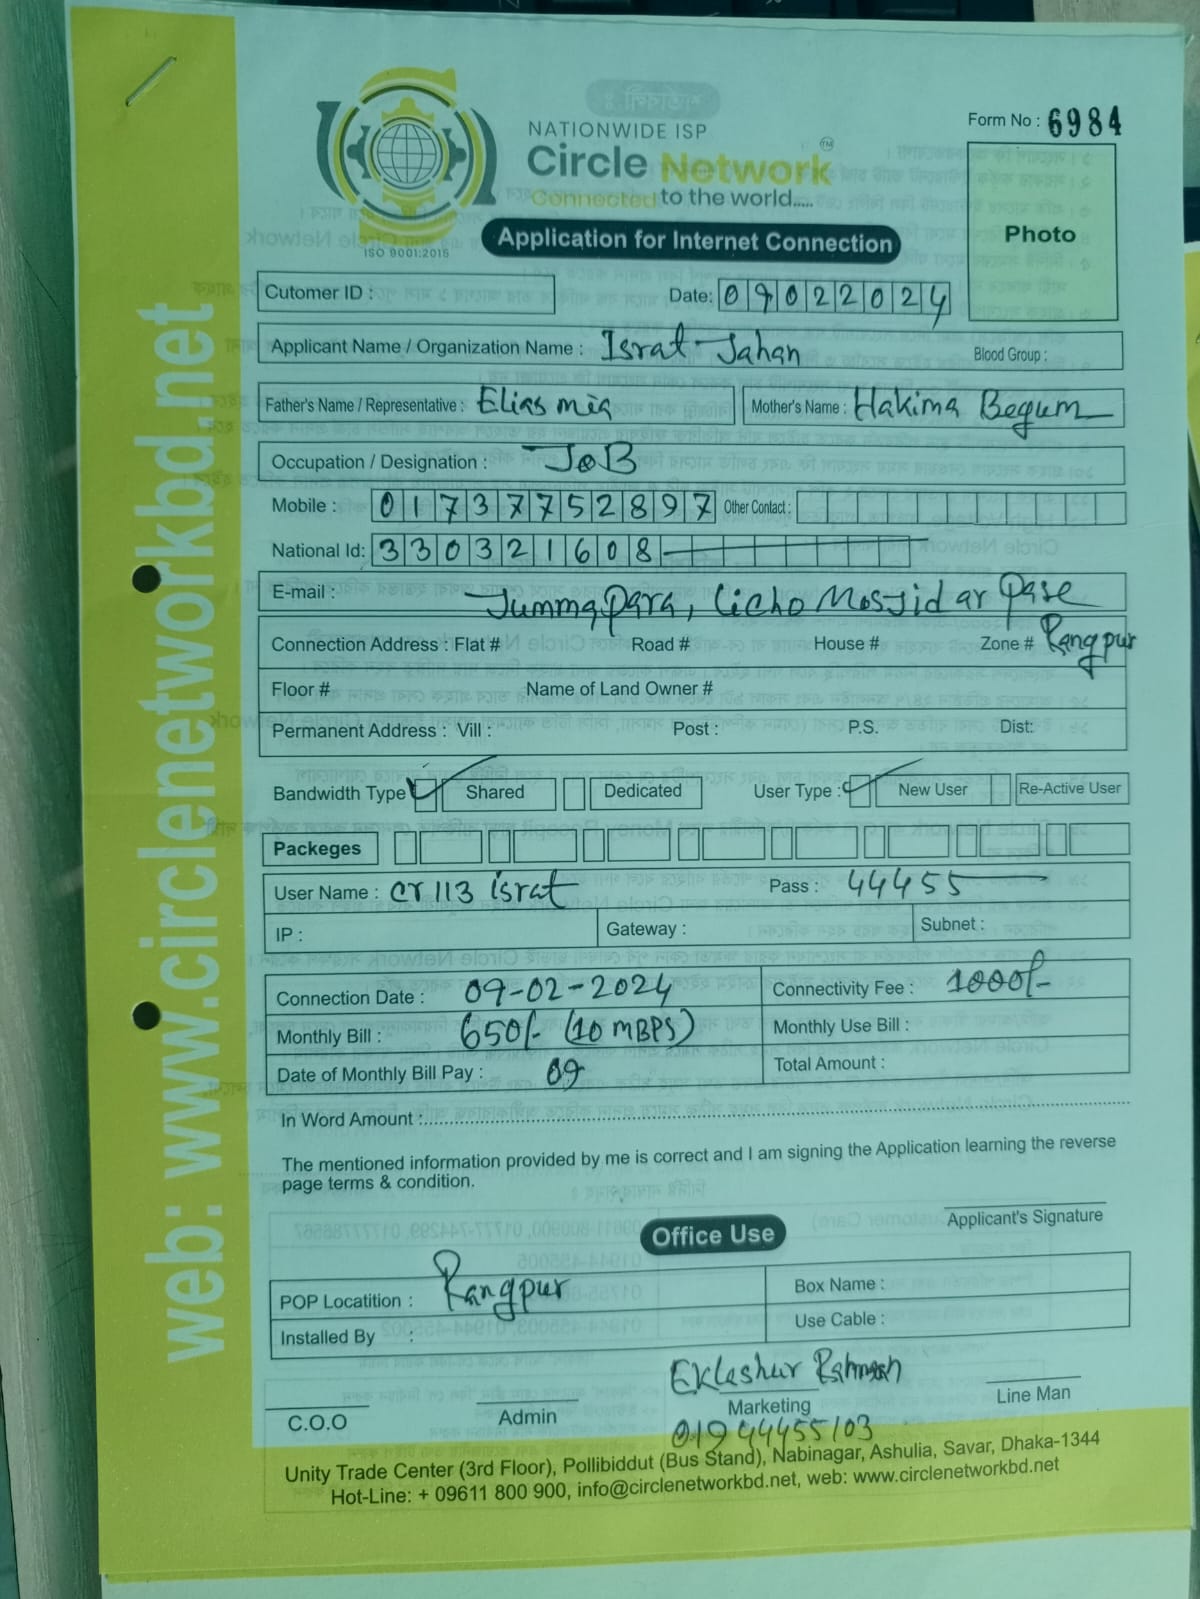 Form No : 6984
NATIONWIDE ISP
Circle Network TM
Connected to the world.....
ISO 9001:2015
Application for Internet Connection
Photo
Cutomer ID :
Date: 09022024
Applicant Name / Organization Name : Israt Jahan Blood Group :
Father's Name / Representative : Elias mia Mother's Name : Hakima Begum
Occupation / Designation : JOB
Mobile : 01737752897 Other Contact :
National Id: 330321608
E-mail : Jummapara, Licho Mosjid ar Pase
Connection Address : Flat # Road # House # Zone # Rangpur
Floor # Name of Land Owner #
Permanent Address : Vill : Post : P.S. Dist:
Bandwidth Type Shared Dedicated User Type : New User Re-Active User
Packeges
User Name : cr113 israt Pass : 44455
IP : Gateway : Subnet :
Connection Date : 09-02-2024 Connectivity Fee : 1000/-
Monthly Bill : 650/- (10 MBPS) Monthly Use Bill :
Date of Monthly Bill Pay : 09 Total Amount :
In Word Amount :
The mentioned information provided by me is correct and I am signing the Application learning the reverse
page terms & condition.
Applicant's Signature
Office Use
POP Locatition : Rangpur Box Name :
Installed By : Use Cable :
Eklashur Rahman
C.O.O Admin Marketing Line Man
01944455103
Unity Trade Center (3rd Floor), Pollibiddut (Bus Stand), Nabinagar, Ashulia, Savar, Dhaka-1344
Hot-Line: + 09611 800 900, info@circlenetworkbd.net, web: www.circlenetworkbd.net
web: www.circlenetworkbd.net